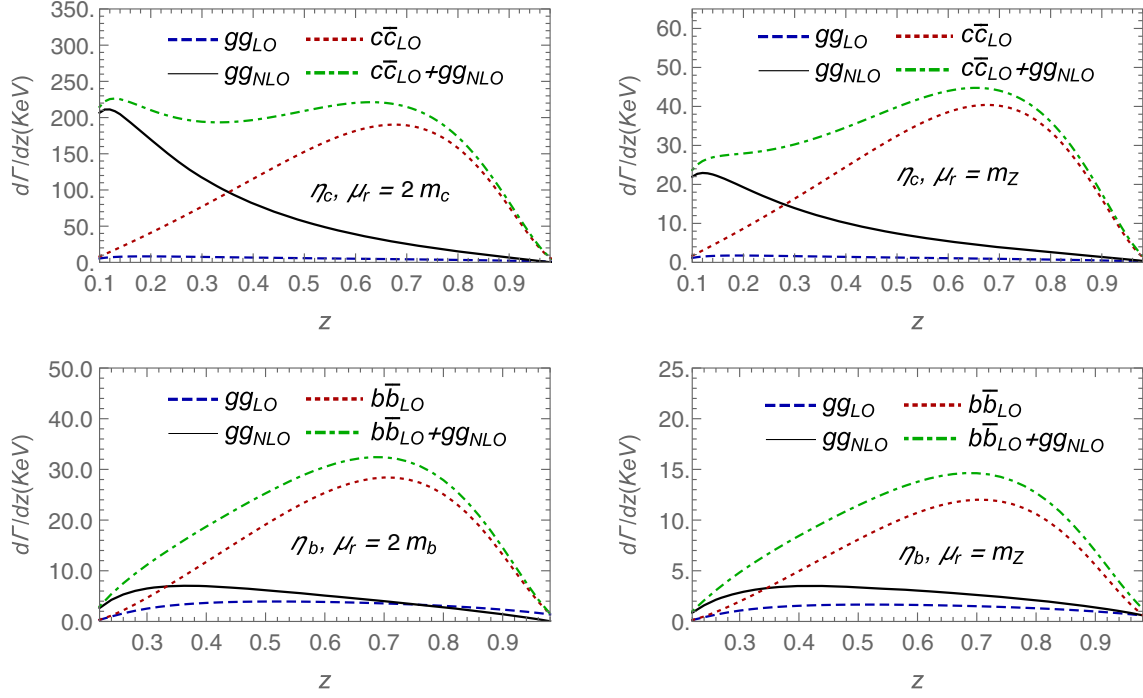 gg_LO cc̄_LO
gg_NLO cc̄_LO+gg_NLO
η_c, μ_r = 2 m_c
dΓ/dz(KeV)
350.
300.
250.
200.
150.
100.
50.
0.
0.1 0.2 0.3 0.4 0.5 0.6 0.7 0.8 0.9
z
gg_LO cc̄_LO
gg_NLO cc̄_LO+gg_NLO
η_c, μ_r = m_Z
dΓ/dz(KeV)
60.
50.
40.
30.
20.
10.
0.
0.1 0.2 0.3 0.4 0.5 0.6 0.7 0.8 0.9
z
gg_LO bb̄_LO
gg_NLO bb̄_LO+gg_NLO
η_b, μ_r = 2 m_b
dΓ/dz(KeV)
50.0
40.0
30.0
20.0
10.0
0.0
0.3 0.4 0.5 0.6 0.7 0.8 0.9
z
gg_LO bb̄_LO
gg_NLO bb̄_LO+gg_NLO
η_b, μ_r = m_Z
dΓ/dz(KeV)
25.
20.
15.
10.
5.
0.
0.3 0.4 0.5 0.6 0.7 0.8 0.9
z